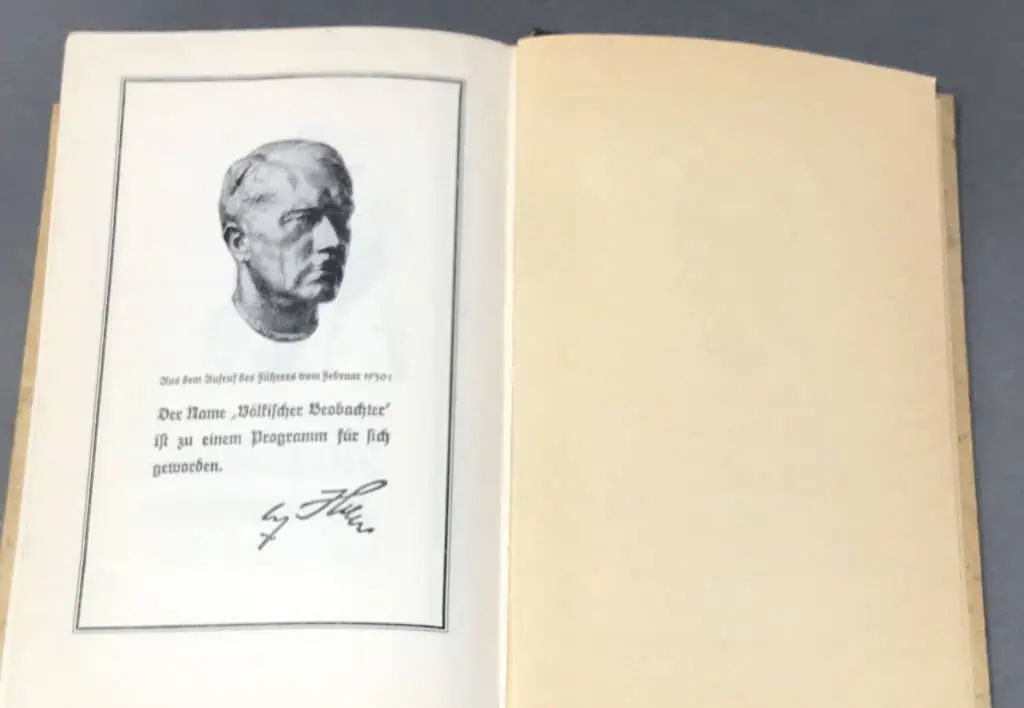 Aus dem Aufruf des Führers vom Februar 1930:
Der Name „Völkischer Beobachter“
ist zu einem Programm für sich
geworden.